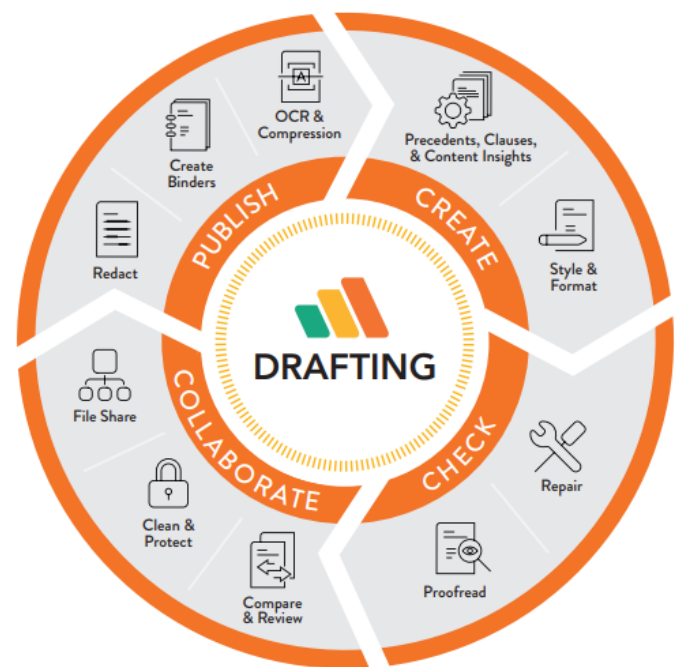 DRAFTING
CREATE
Precedents, Clauses,
& Content Insights
Style &
Format
CHECK
Repair
Proofread
COLLABORATE
Compare
& Review
Clean &
Protect
File Share
PUBLISH
Redact
Create
Binders
A
OCR &
Compression